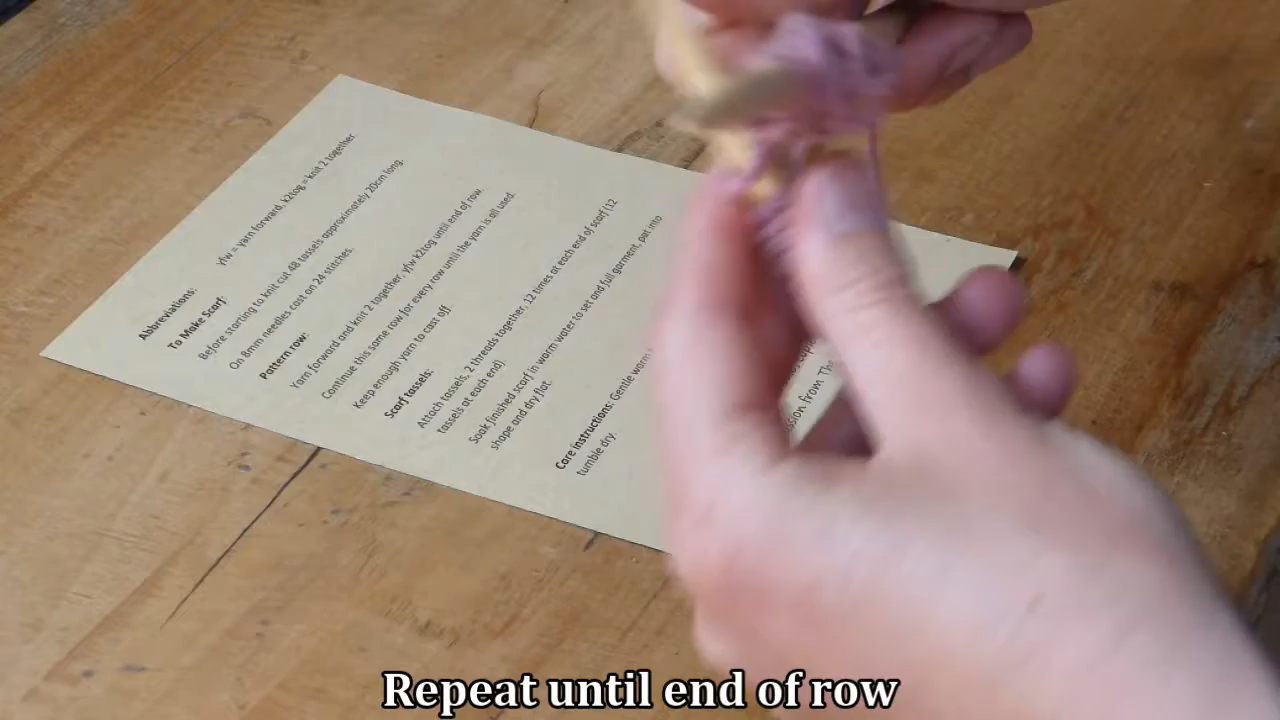 Abbreviations: yfw = yarn forward, k2tog = knit 2 together
To Make Scarf:
Before starting to knit cut 48 tassels approximately 20cm long.
On 8mm needles cast on 24 stitches.
Pattern row:
Yarn forward and knit 2 together, yfw k2tog until end of row.
Continue this same row for every row until the yarn is all used.
Keep enough yarn to cast off.
Scarf tassels:
Attach tassels, 2 threads together, 12 times at each end of scarf (12
tassels at each end)
Soak finished scarf in worm water to set and full garment, pat into
shape and dry flat.
Care instructions: Gentle worm
tumble dry.
from
Repeat until end of row